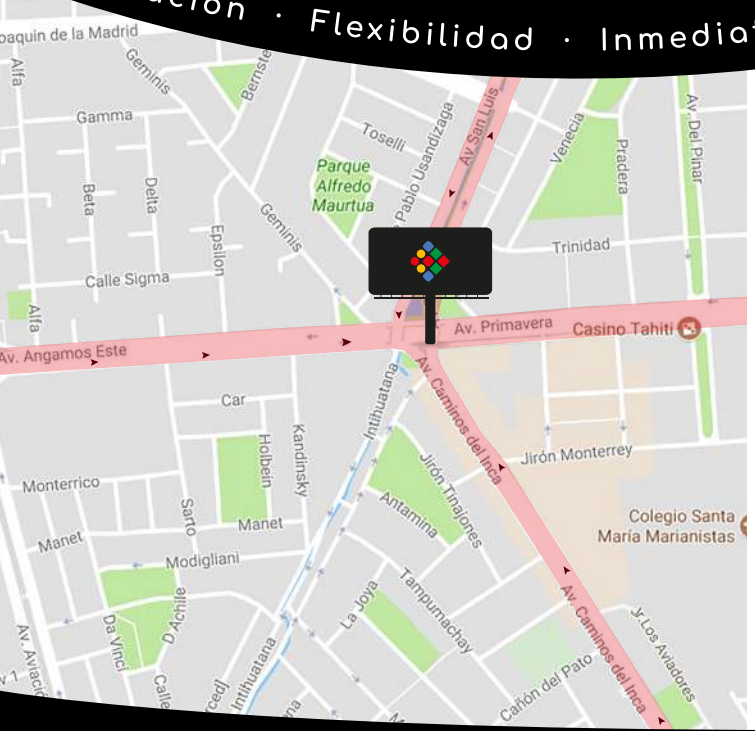 ación · Flexibilidad · Inmediat
oaquin de la Madrid
Alfa
Geminis
Bernste
Gamma
Toselli
Pablo Usandizaga
Av San Luis
Venecia
Pradera
Av. Del Pinar
Parque
Alfredo
Maurtua
Beta
Delta
Epsilon
Geminis
Trinidad
Calle Sigma
Alfa
Av. Primavera
Casino Tahiti
Av. Angamos Este
Car
Intihuatana
Av. Caminos del Inca
Holbein
Kandinsky
Jirón Monterrey
Jirón Tinajones
Monterrico
Sarto
Antamina
Manet
Manet
Colegio Santa
María Marianistas
Modigliani
La Joya
Tampumachay
D'Achille
Da Vinci
Av. Caminos del Inca
Jr. Los Aviadores
Av. Aviació
Intihuatana
Cañón del Pato
Calle
rced]